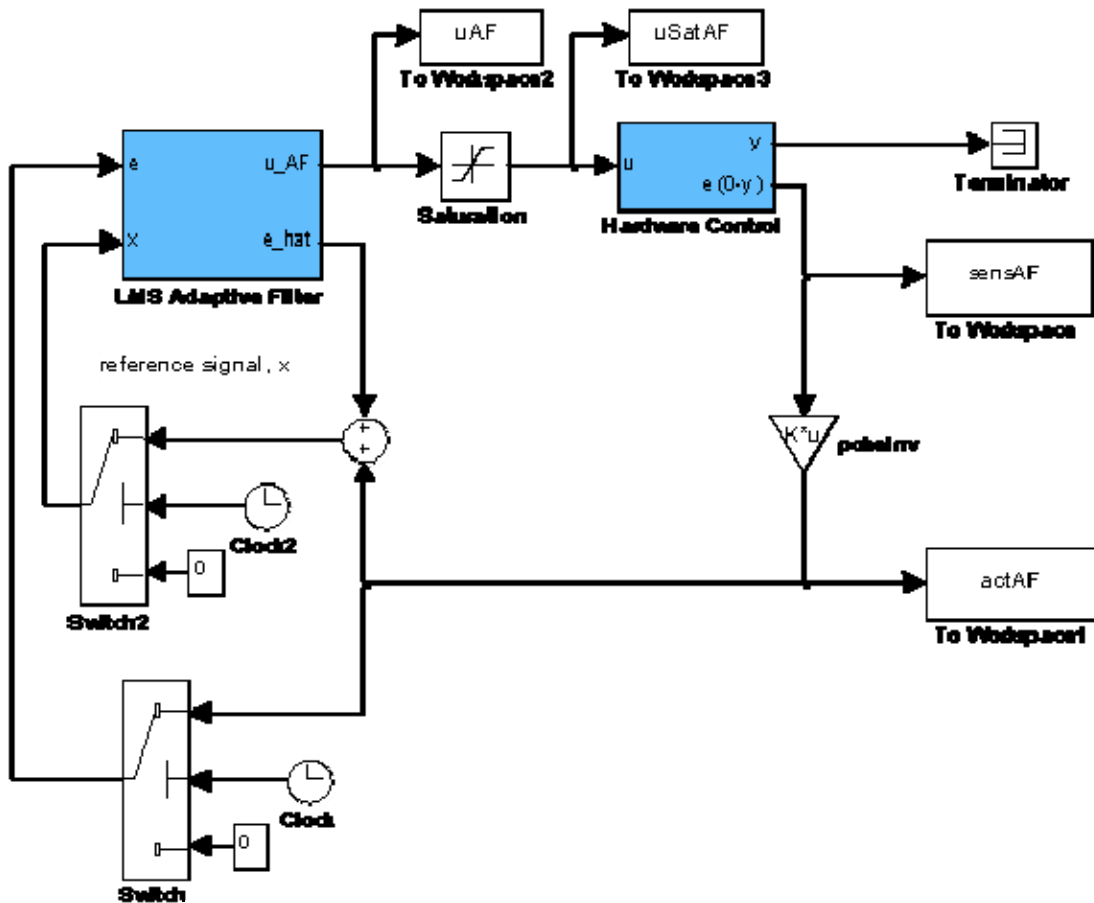 uAF
uSatAF
To Workspace2
To Workspace3
e
u_AF
u
y
e (0-y )
x
e_hat
Saturation
Hardware Control
Terminator
LMS Adaptive Filter
sensAF
To Workspace
reference signal, x
+
+
K*u
Clock2
0
actAF
Switch2
To Workspace1
Clock
0
Switch